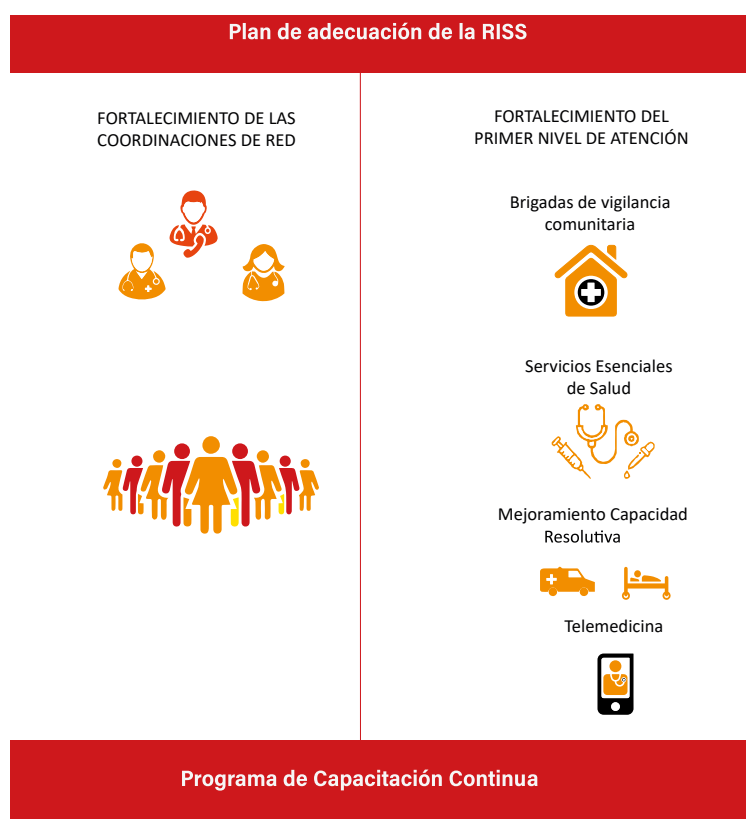 Plan de adecuación de la RISS
FORTALECIMIENTO DE LAS
COORDINACIONES DE RED
FORTALECIMIENTO DEL
PRIMER NIVEL DE ATENCIÓN
Brigadas de vigilancia
comunitaria
Servicios Esenciales
de Salud
Mejoramiento Capacidad
Resolutiva
Telemedicina
Programa de Capacitación Continua